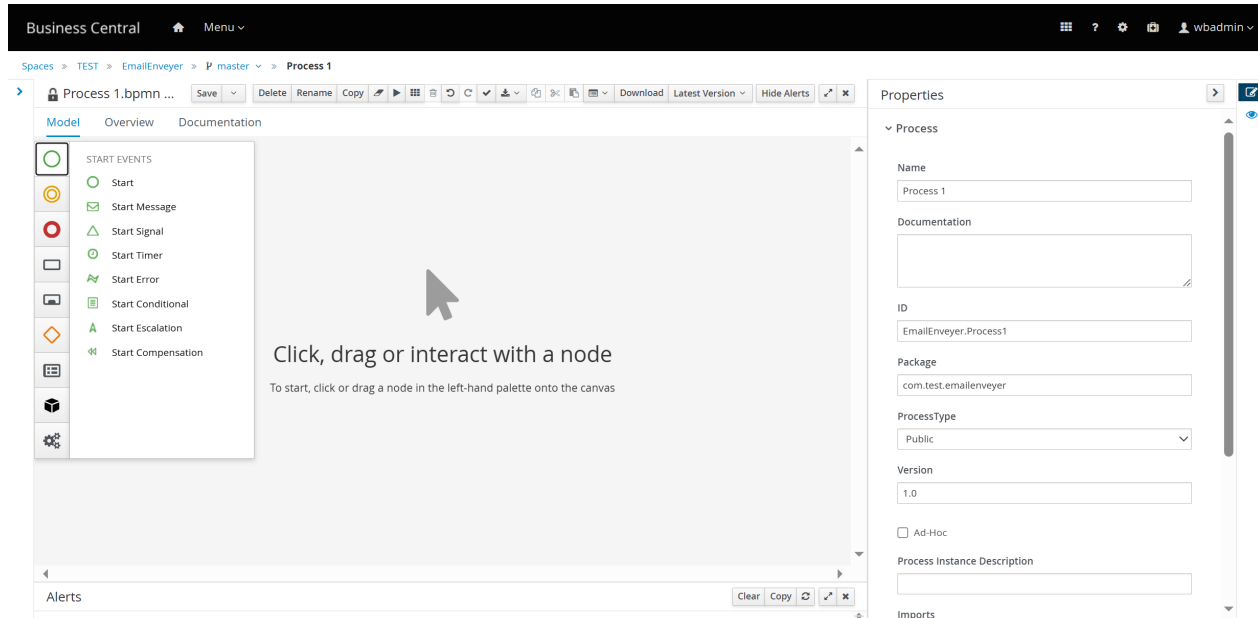 Business Central Menu ? wbadmin
Spaces » TEST » EmailEnveyer » master » Process 1
Process 1.bpmn ... Save Delete Rename Copy Download Latest Version Hide Alerts
Model Overview Documentation
START EVENTS
Start
Start Message
Start Signal
Start Timer
Start Error
Start Conditional
Start Escalation
Start Compensation
Click, drag or interact with a node
To start, click or drag a node in the left-hand palette onto the canvas
Alerts Clear Copy
Properties
Process
Name
Process 1
Documentation
ID
EmailEnveyer.Process1
Package
com.test.emailenveyer
ProcessType
Public
Version
1.0
Ad-Hoc
Process Instance Description
Imports